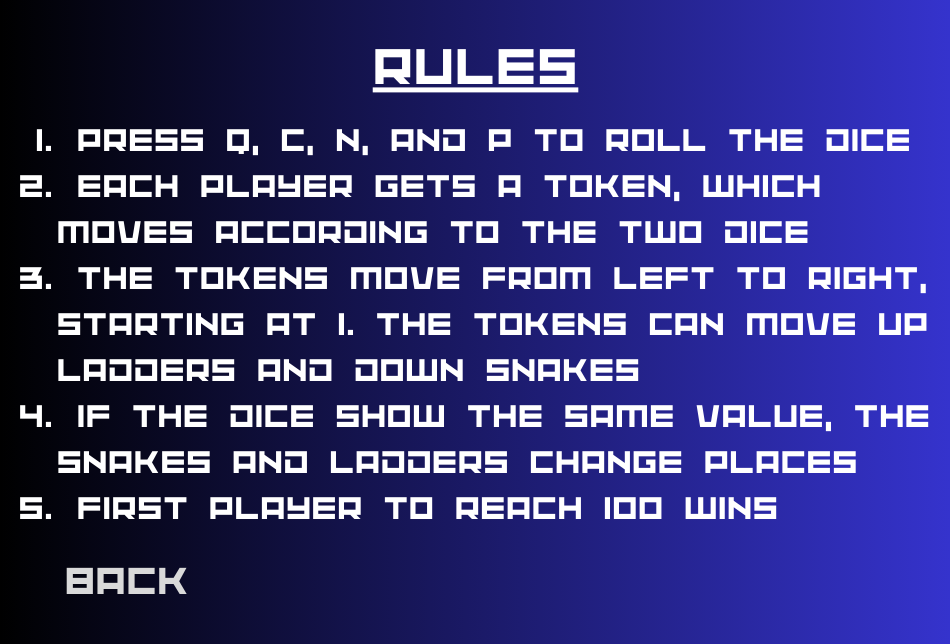 RULES
1. PRESS Q, C, N, AND P TO ROLL THE DICE
2. EACH PLAYER GETS A TOKEN, WHICH
MOVES ACCORDING TO THE TWO DICE
3. THE TOKENS MOVE FROM LEFT TO RIGHT,
STARTING AT 1. THE TOKENS CAN MOVE UP
LADDERS AND DOWN SNAKES
4. IF THE DICE SHOW THE SAME VALUE, THE
SNAKES AND LADDERS CHANGE PLACES
5. FIRST PLAYER TO REACH 100 WINS
BACK